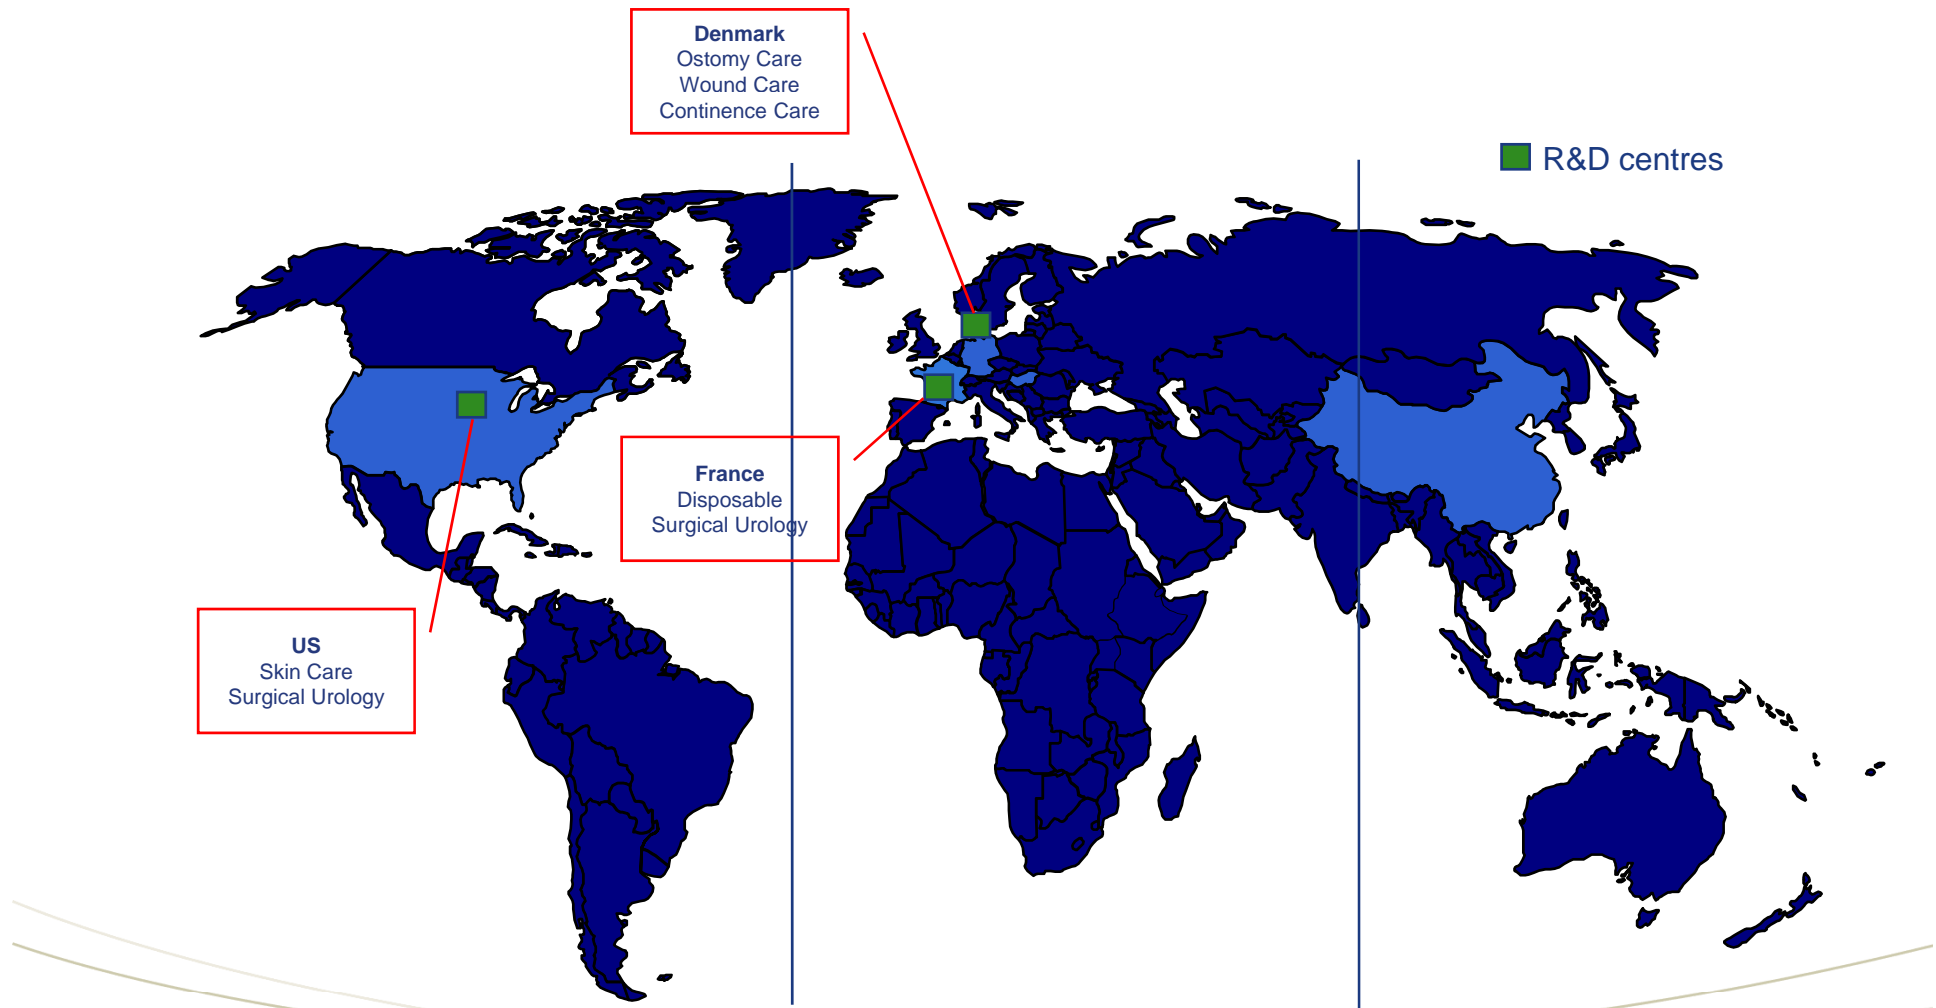 Denmark
Ostomy Care
Wound Care
Continence Care
R&D centres
France
Disposable
Surgical Urology
US
Skin Care
Surgical Urology